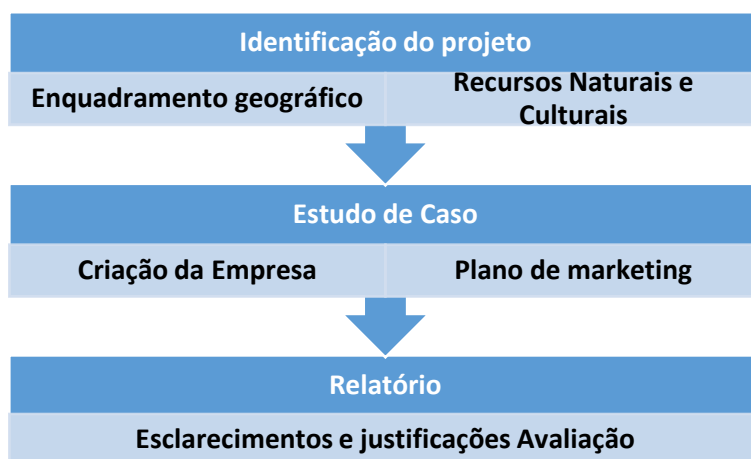 Identificação do projeto
Enquadramento geográfico
Recursos Naturais e
Culturais
Estudo de Caso
Criação da Empresa
Plano de marketing
Relatório
Esclarecimentos e justificações Avaliação